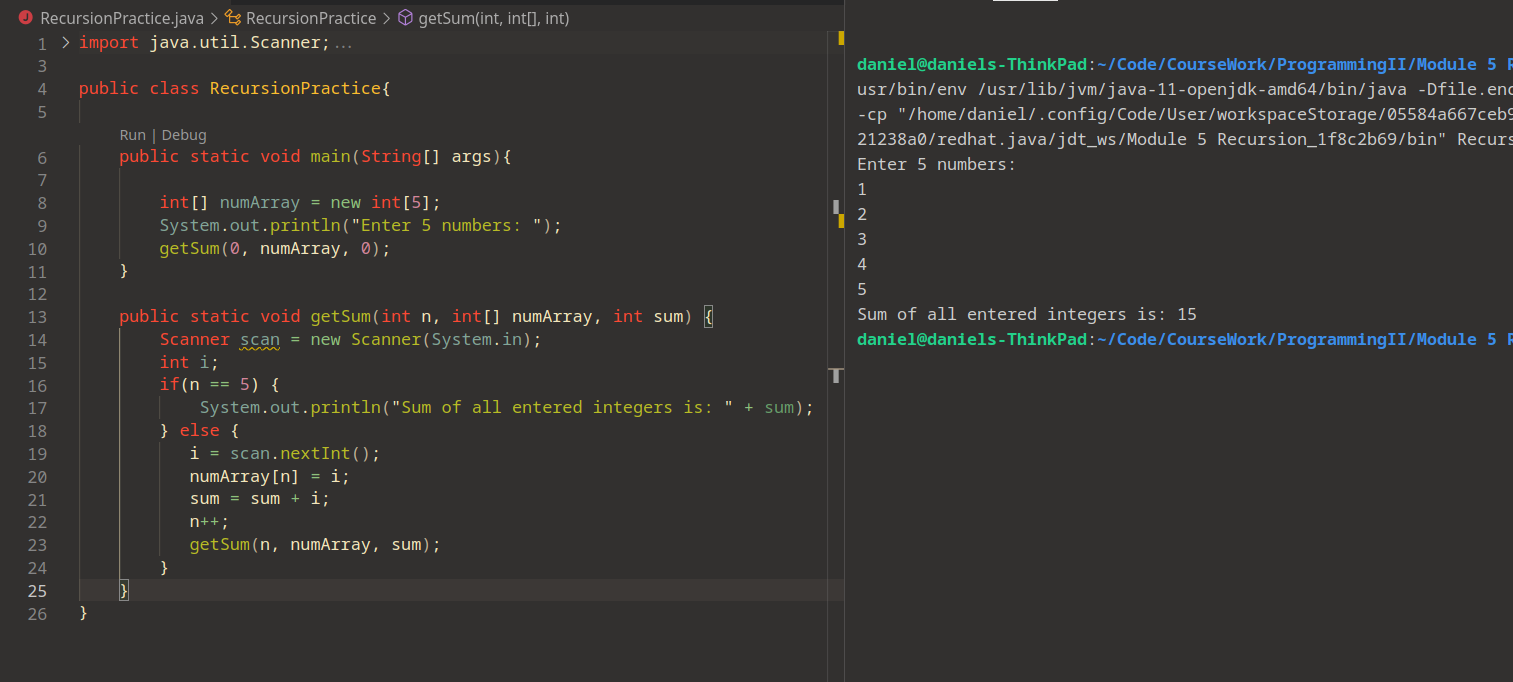 RecursionPractice.java > RecursionPractice > getSum(int, int[], int)
1 > import java.util.Scanner;...
3
4 public class RecursionPractice{
5
Run | Debug
6 public static void main(String[] args){
7
8 int[] numArray = new int[5];
9 System.out.println("Enter 5 numbers: ");
10 getSum(0, numArray, 0);
11 }
12
13 public static void getSum(int n, int[] numArray, int sum) {
14 Scanner scan = new Scanner(System.in);
15 int i;
16 if(n == 5) {
17 System.out.println("Sum of all entered integers is: " + sum);
18 } else {
19 i = scan.nextInt();
20 numArray[n] = i;
21 sum = sum + i;
22 n++;
23 getSum(n, numArray, sum);
24 }
25 }
26 }
daniel@daniels-ThinkPad:~/Code/CourseWork/ProgrammingII/Module 5 R
usr/bin/env /usr/lib/jvm/java-11-openjdk-amd64/bin/java -Dfile.enc
-cp "/home/daniel/.config/Code/User/workspaceStorage/05584a667ceb9
21238a0/redhat.java/jdt_ws/Module 5 Recursion_1f8c2b69/bin" Recurs
Enter 5 numbers:
1
2
3
4
5
Sum of all entered integers is: 15
daniel@daniels-ThinkPad:~/Code/CourseWork/ProgrammingII/Module 5 R